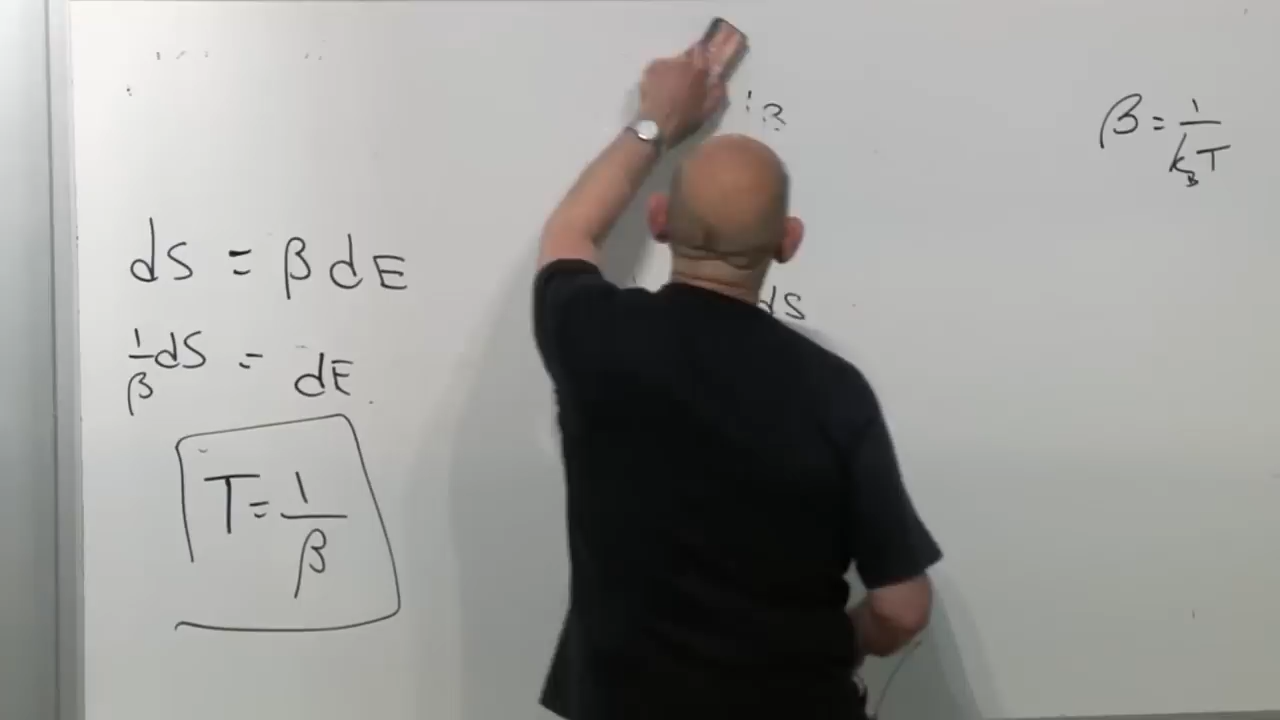 dS = β dE
1/β dS = dE
T = 1/β
β
dS
β = 1/k_B T